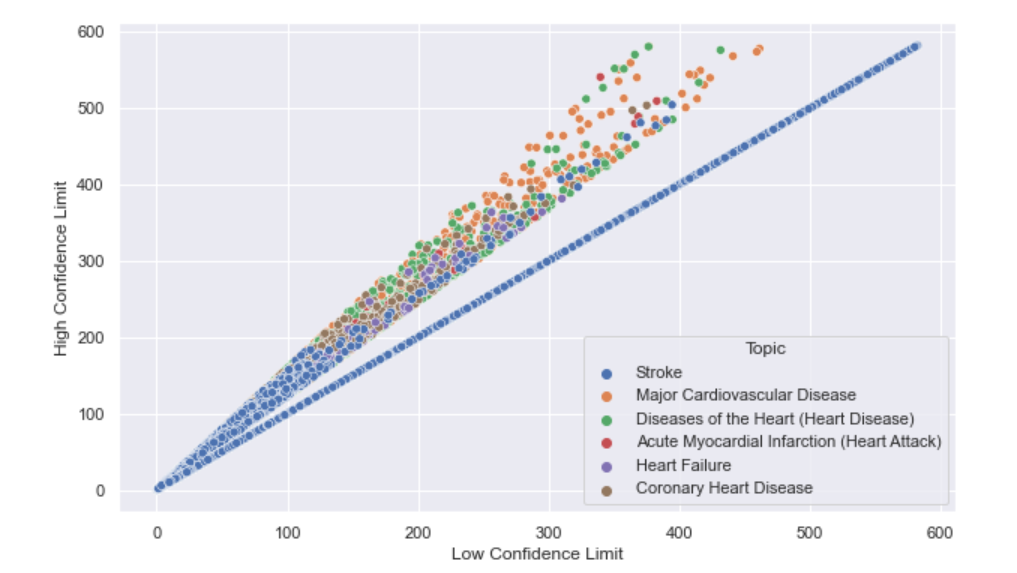 600
500
400
300
200
100
0
High Confidence Limit
Topic
Stroke
Major Cardiovascular Disease
Diseases of the Heart (Heart Disease)
Acute Myocardial Infarction (Heart Attack)
Heart Failure
Coronary Heart Disease
0 100 200 300 400 500 600
Low Confidence Limit